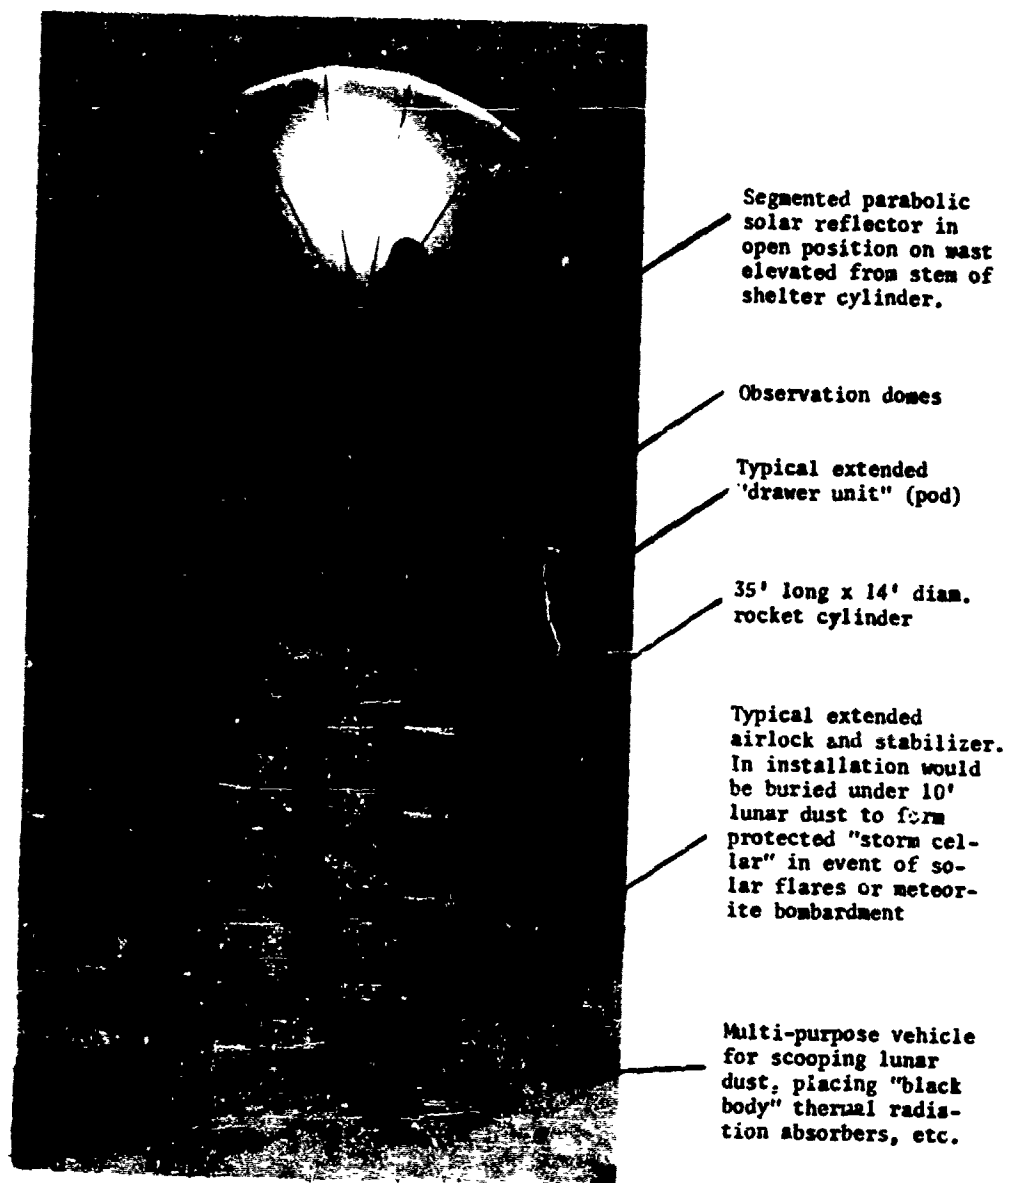 Segmented parabolic
solar reflector in
open position on mast
elevated from stem of
shelter cylinder.
Observation domes
Typical extended
"drawer unit" (pod)
35' long x 14' diam.
rocket cylinder
Typical extended
airlock and stabilizer.
In installation would
be buried under 10'
lunar dust to form
protected "storm cel-
lar" in event of so-
lar flares or meteor-
ite bombardment
Multi-purpose vehicle
for scooping lunar
dust, placing "black
body" thermal radia-
tion absorbers, etc.